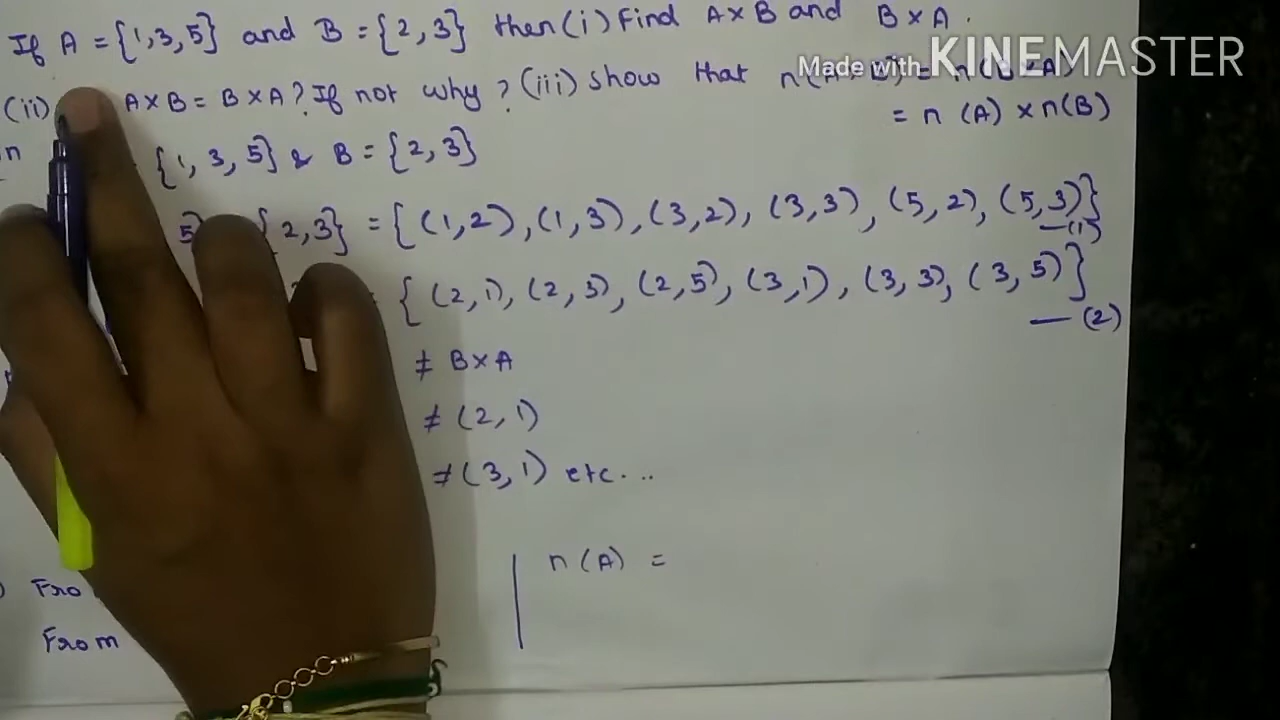 If A = {1,3,5} and B = {2,3} then (i) Find A×B and B×A.
Made with KINEMASTER
(ii) A×B = B×A? If not why? (iii) show that n(A×B) = n(B×A)
= n (A) × n(B)
{1, 3, 5} & B = {2,3}
5} {2,3} = {(1,2), (1,3), (3,2), (3,3), (5,2), (5,3)}
—(1)
{(2,1), (2,3), (2,5), (3,1), (3,3), (3,5)}
—(2)
≠ B×A
≠ (2,1)
≠ (3,1) etc...
n(A) =
Fro
From